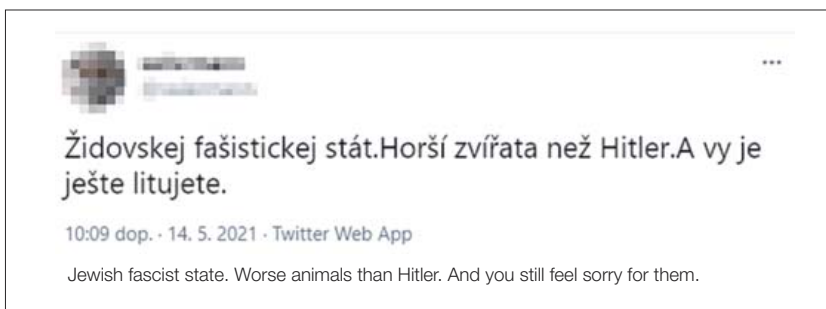 Židovskej fašistickej stát.Horší zvířata než Hitler.A vy je
ješte litujete.
10:09 dop. · 14. 5. 2021 · Twitter Web App
Jewish fascist state. Worse animals than Hitler. And you still feel sorry for them.